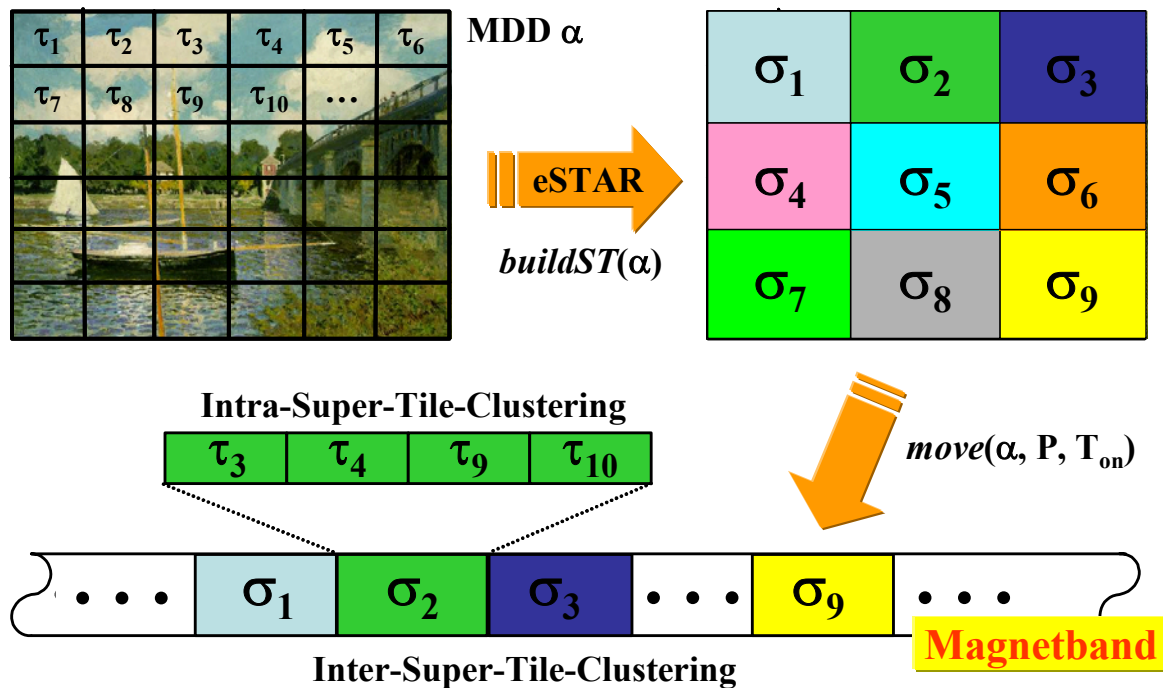 τ1 τ2 τ3 τ4 τ5 τ6
τ7 τ8 τ9 τ10 ...
MDD α
eSTAR
buildST(α)
σ1 σ2 σ3
σ4 σ5 σ6
σ7 σ8 σ9
move(α, P, Ton)
Intra-Super-Tile-Clustering
τ3 τ4 τ9 τ10
• • • σ1 σ2 σ3 • • • σ9 • • •
Magnetband
Inter-Super-Tile-Clustering